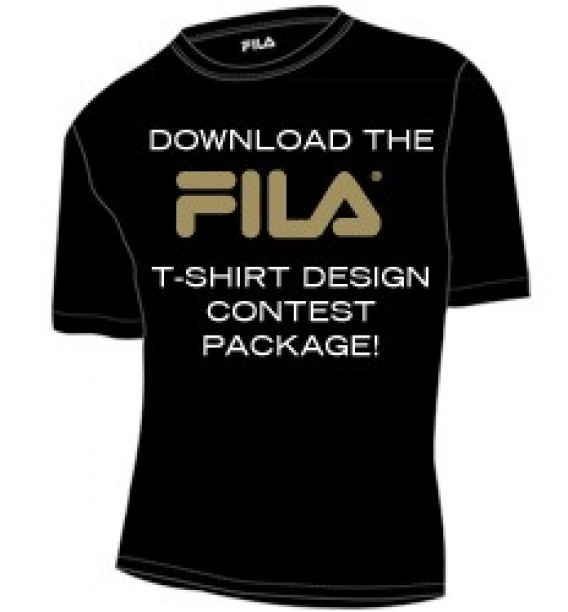 FILA
DOWNLOAD THE
FILA®
T-SHIRT DESIGN
CONTEST
PACKAGE!